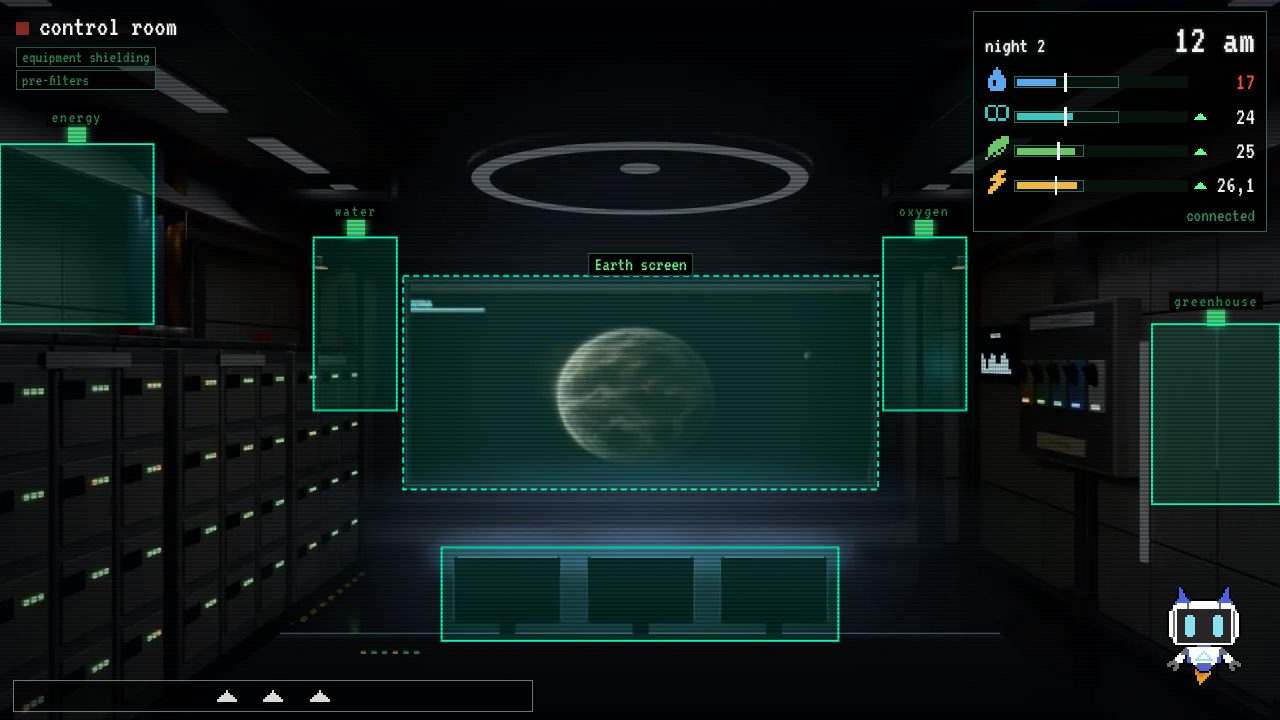 control room
equipment shielding
pre-filters
energy
water
Earth screen
oxygen
greenhouse
night 2
12 am
17
24
25
26,1
connected